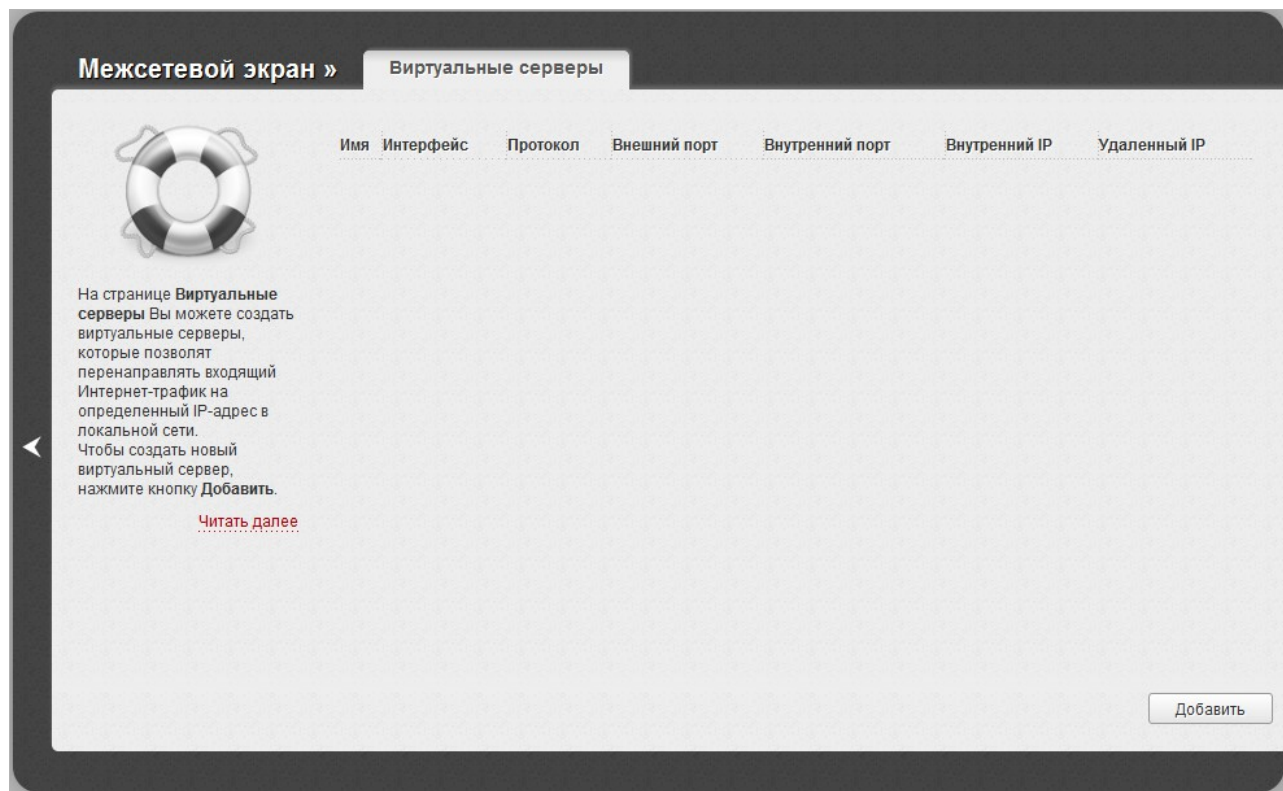 Межсетевой экран »
Виртуальные серверы
Имя Интерфейс Протокол Внешний порт Внутренний порт Внутренний IP Удаленный IP
На странице Виртуальные
серверы Вы можете создать
виртуальные серверы,
которые позволят
перенаправлять входящий
Интернет-трафик на
определенный IP-адрес в
локальной сети.
Чтобы создать новый
виртуальный сервер,
нажмите кнопку Добавить.
Читать далее
Добавить